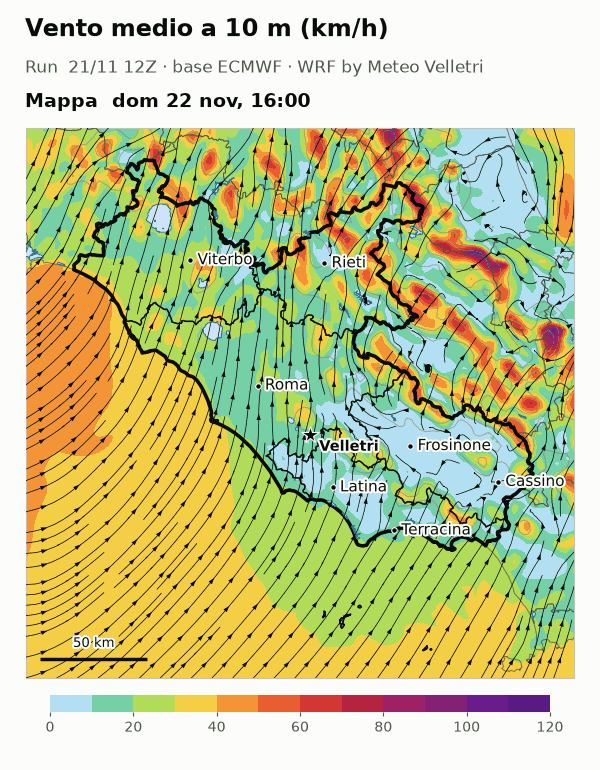 Vento medio a 10 m (km/h)
Run 21/11 12Z · base ECMWF · WRF by Meteo Velletri
Mappa dom 22 nov, 16:00
Viterbo
Rieti
Roma
Velletri
Frosinone
Latina
Cassino
Terracina
50 km
0 20 40 60 80 100 120